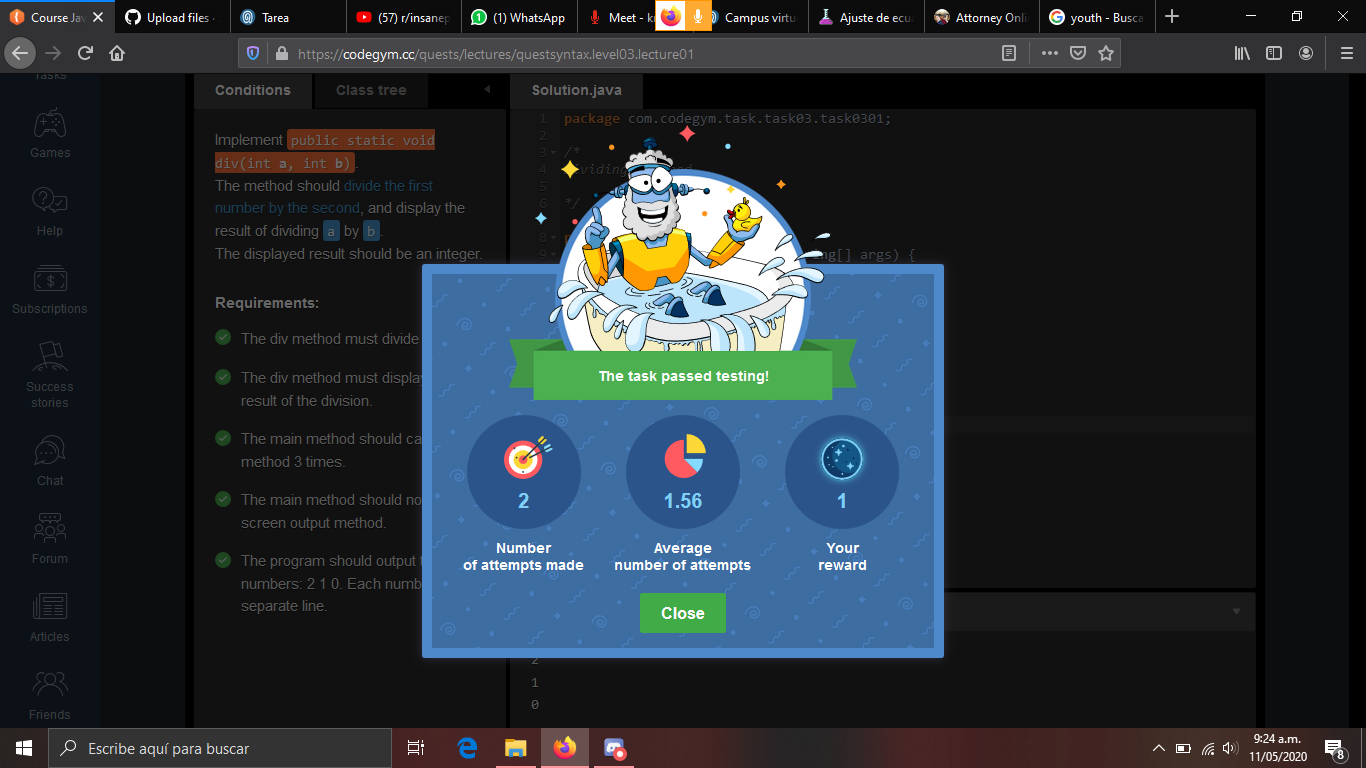 Course Jav
Upload files
Tarea
(57) r/insanep
(1) WhatsApp
Meet - k
Campus virtu
Ajuste de ecu
Attorney Onli
youth - Busca
https://codegym.cc/quests/lectures/questsyntax.level03.lecture01
Tasks
Games
Help
Subscriptions
Success
stories
Chat
Forum
Articles
Friends
Conditions
Class tree
Implement public static void
div(int a, int b).
The method should divide the first
number by the second, and display the
result of dividing a by b.
The displayed result should be an integer.
Requirements:
The div method must divide
The div method must display
result of the division.
The main method should ca
method 3 times.
The main method should no
screen output method.
The program should output
numbers: 2 1 0. Each numb
separate line.
Solution.java
1 package com.codegym.task.task03.task0301;
2
3 /*
4
5
6 */
8
9 ing[] args) {
The task passed testing!
2
Number
of attempts made
1.56
Average
number of attempts
1
Your
reward
Close
2
1
0
Escribe aquí para buscar
9:24 a.m.
11/05/2020
8